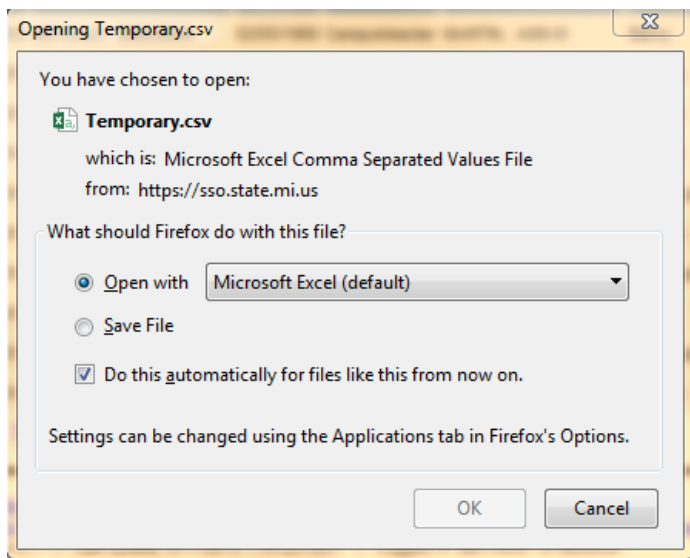 Opening Temporary.csv
You have chosen to open:
Temporary.csv
which is: Microsoft Excel Comma Separated Values File
from: https://sso.state.mi.us
What should Firefox do with this file?
Open with Microsoft Excel (default)
Save File
Do this automatically for files like this from now on.
Settings can be changed using the Applications tab in Firefox's Options.
OK Cancel